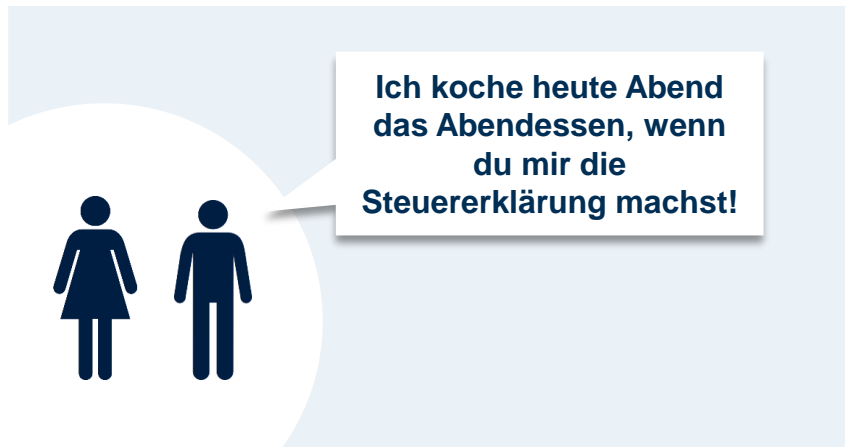 Ich koche heute Abend
das Abendessen, wenn
du mir die
Steuererklärung machst!